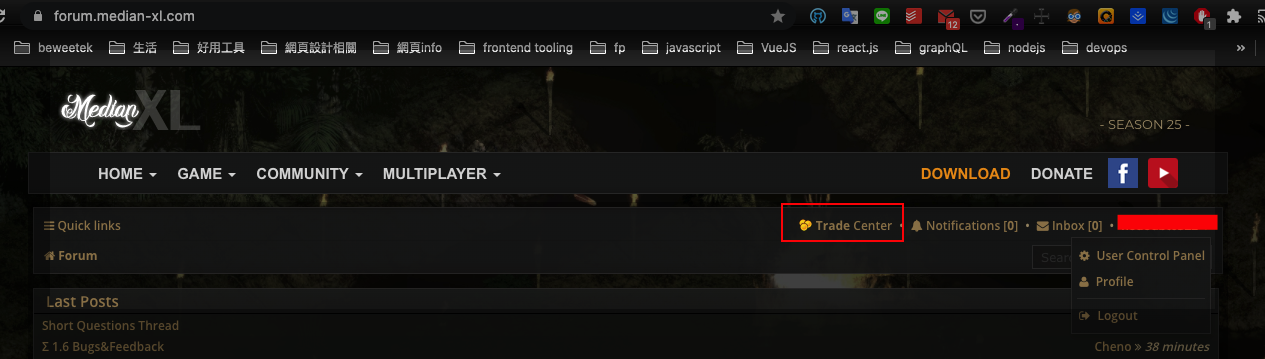 forum.median-xl.com
12
1
beweetek 生活 好用工具 網頁設計相關 網頁info frontend tooling fp javascript VueJS react.js graphQL nodejs devops »
Median XL
- SEASON 25 -
HOME GAME COMMUNITY MULTIPLAYER DOWNLOAD DONATE f
Quick links Trade Center • Notifications [0] • Inbox [0] •
Forum Sear
User Control Panel
Profile
Logout
Last Posts
Short Questions Thread
Σ 1.6 Bugs&Feedback Cheno » 38 minutes